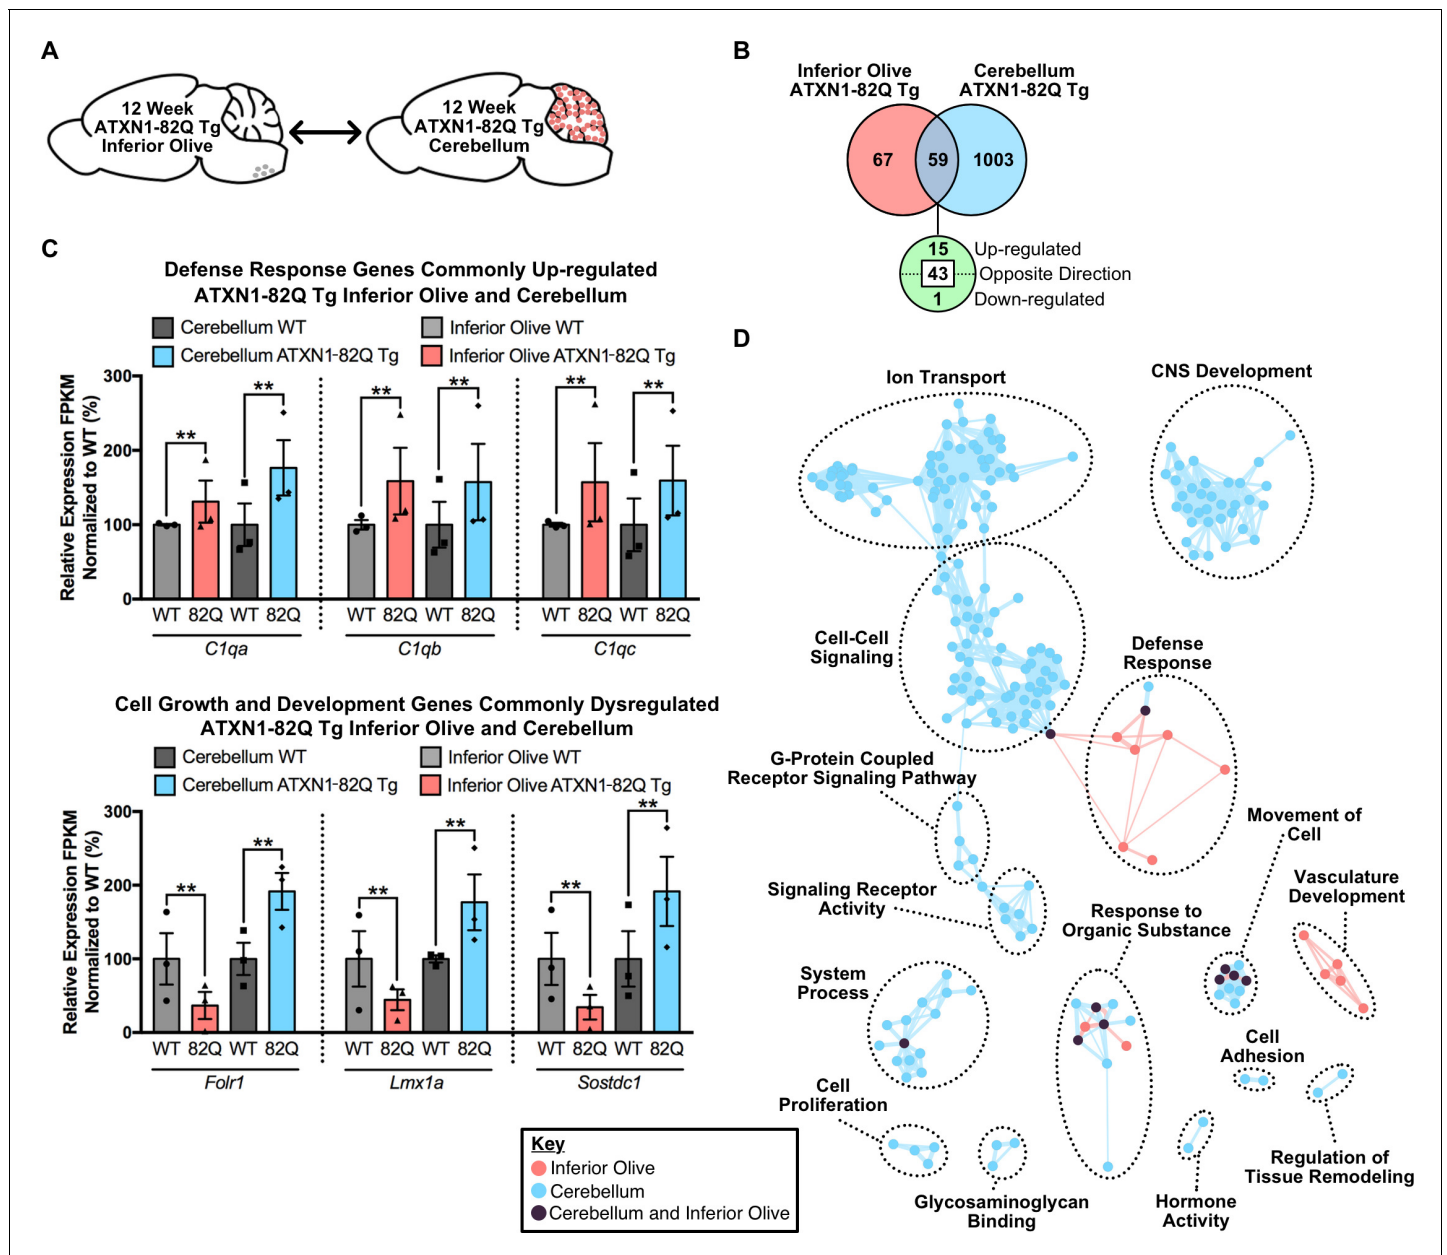 A
12 Week
ATXN1-82Q Tg
Inferior Olive
12 Week
ATXN1-82Q Tg
Cerebellum
B
Inferior Olive
ATXN1-82Q Tg
Cerebellum
ATXN1-82Q Tg
67
59
1003
15 Up-regulated
43 Opposite Direction
1 Down-regulated
C
Defense Response Genes Commonly Up-regulated
ATXN1-82Q Tg Inferior Olive and Cerebellum
Cerebellum WT
Inferior Olive WT
Cerebellum ATXN1-82Q Tg
Inferior Olive ATXN1-82Q Tg
Relative Expression FPKM
Normalized to WT (%)
300
200
100
0
** ** ** ** ** **
WT 82Q WT 82Q WT 82Q WT 82Q WT 82Q WT 82Q
C1qa C1qb C1qc
Cell Growth and Development Genes Commonly Dysregulated
ATXN1-82Q Tg Inferior Olive and Cerebellum
Cerebellum WT
Inferior Olive WT
Cerebellum ATXN1-82Q Tg
Inferior Olive ATXN1-82Q Tg
Relative Expression FPKM
Normalized to WT (%)
300
200
100
0
** ** ** ** ** **
WT 82Q WT 82Q WT 82Q WT 82Q WT 82Q WT 82Q
Folr1 Lmx1a Sostdc1
Key
Inferior Olive
Cerebellum
Cerebellum and Inferior Olive
D
Ion Transport
CNS Development
Cell-Cell
Signaling
Defense
Response
G-Protein Coupled
Receptor Signaling Pathway
Movement of
Cell
Signaling Receptor
Activity
Vasculature
Development
Response to
Organic Substance
System
Process
Cell
Adhesion
Cell
Proliferation
Glycosaminoglycan
Binding
Hormone
Activity
Regulation of
Tissue Remodeling